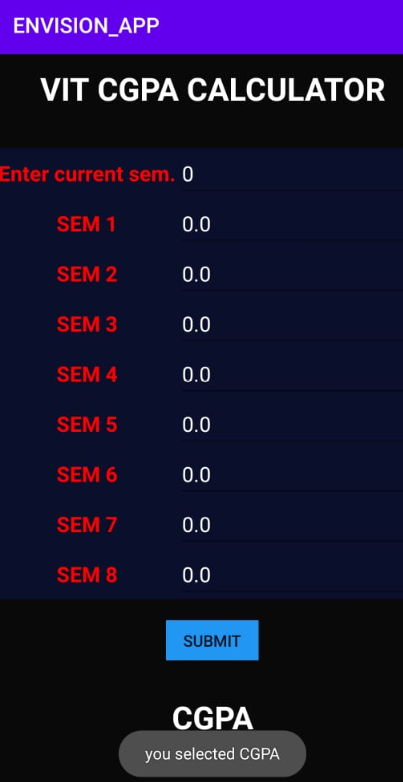 ENVISION_APP
VIT CGPA CALCULATOR
Enter current sem. 0
SEM 1 0.0
SEM 2 0.0
SEM 3 0.0
SEM 4 0.0
SEM 5 0.0
SEM 6 0.0
SEM 7 0.0
SEM 8 0.0
SUBMIT
CGPA
you selected CGPA